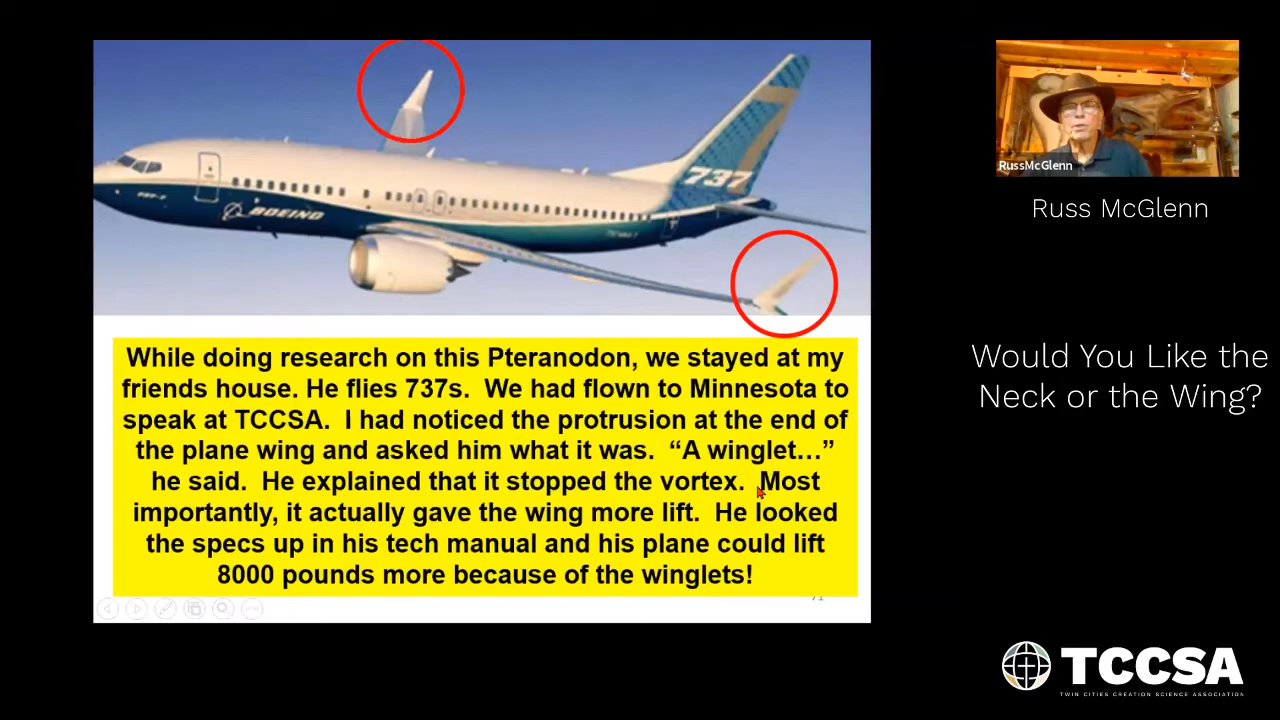 737
BOEING
While doing research on this Pteranodon, we stayed at my
friends house. He flies 737s.  We had flown to Minnesota to
speak at TCCSA.  I had noticed the protrusion at the end of
the plane wing and asked him what it was.  “A winglet…”
he said.  He explained that it stopped the vortex.  Most
importantly, it actually gave the wing more lift.  He looked
the specs up in his tech manual and his plane could lift
8000 pounds more because of the winglets!
RussMcGlenn
Russ McGlenn
Would You Like the
Neck or the Wing?
TCCSA
TWIN CITIES CREATION SCIENCE ASSOCIATION